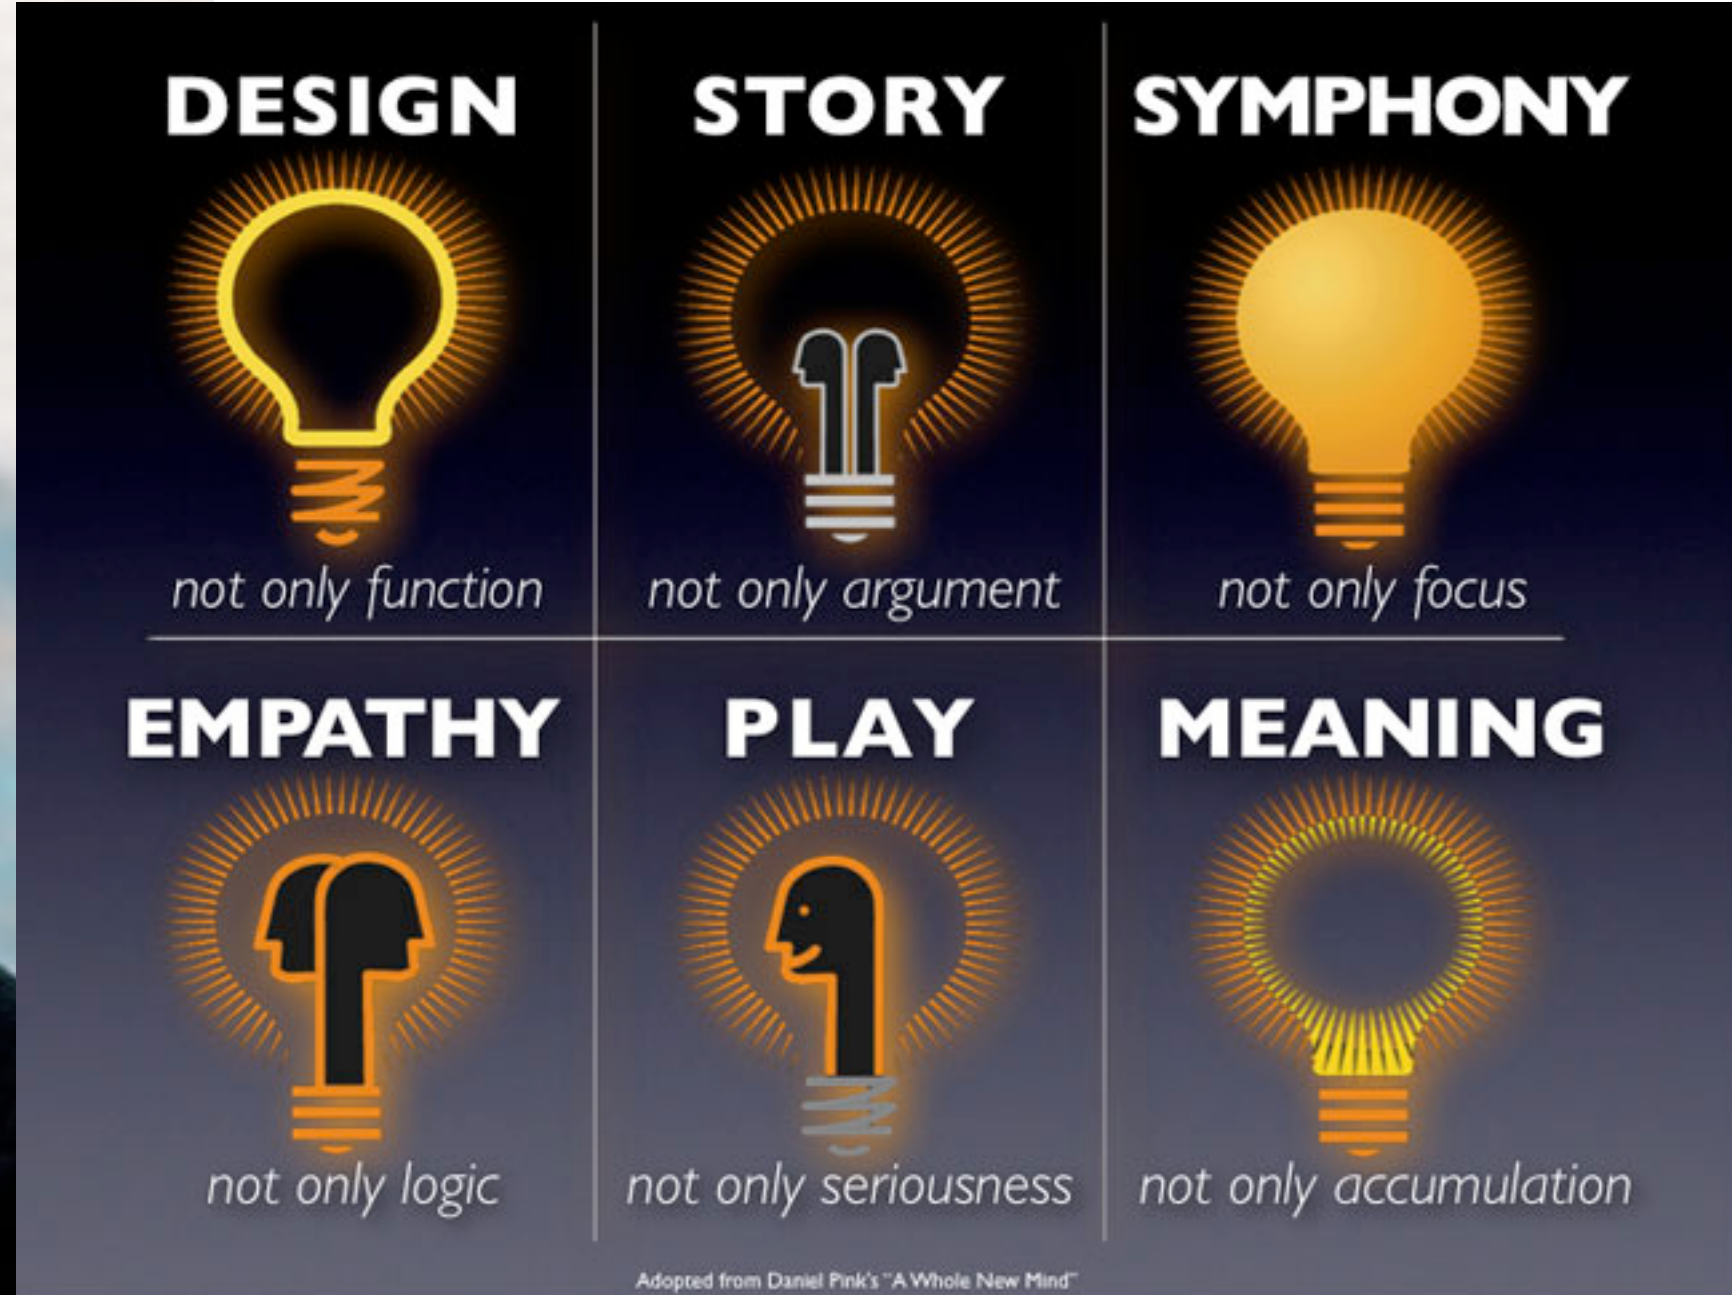 DESIGN
STORY
SYMPHONY
not only function
not only argument
not only focus
EMPATHY
PLAY
MEANING
not only logic
not only seriousness
not only accumulation
Adopted from Daniel Pink's "A Whole New Mind"